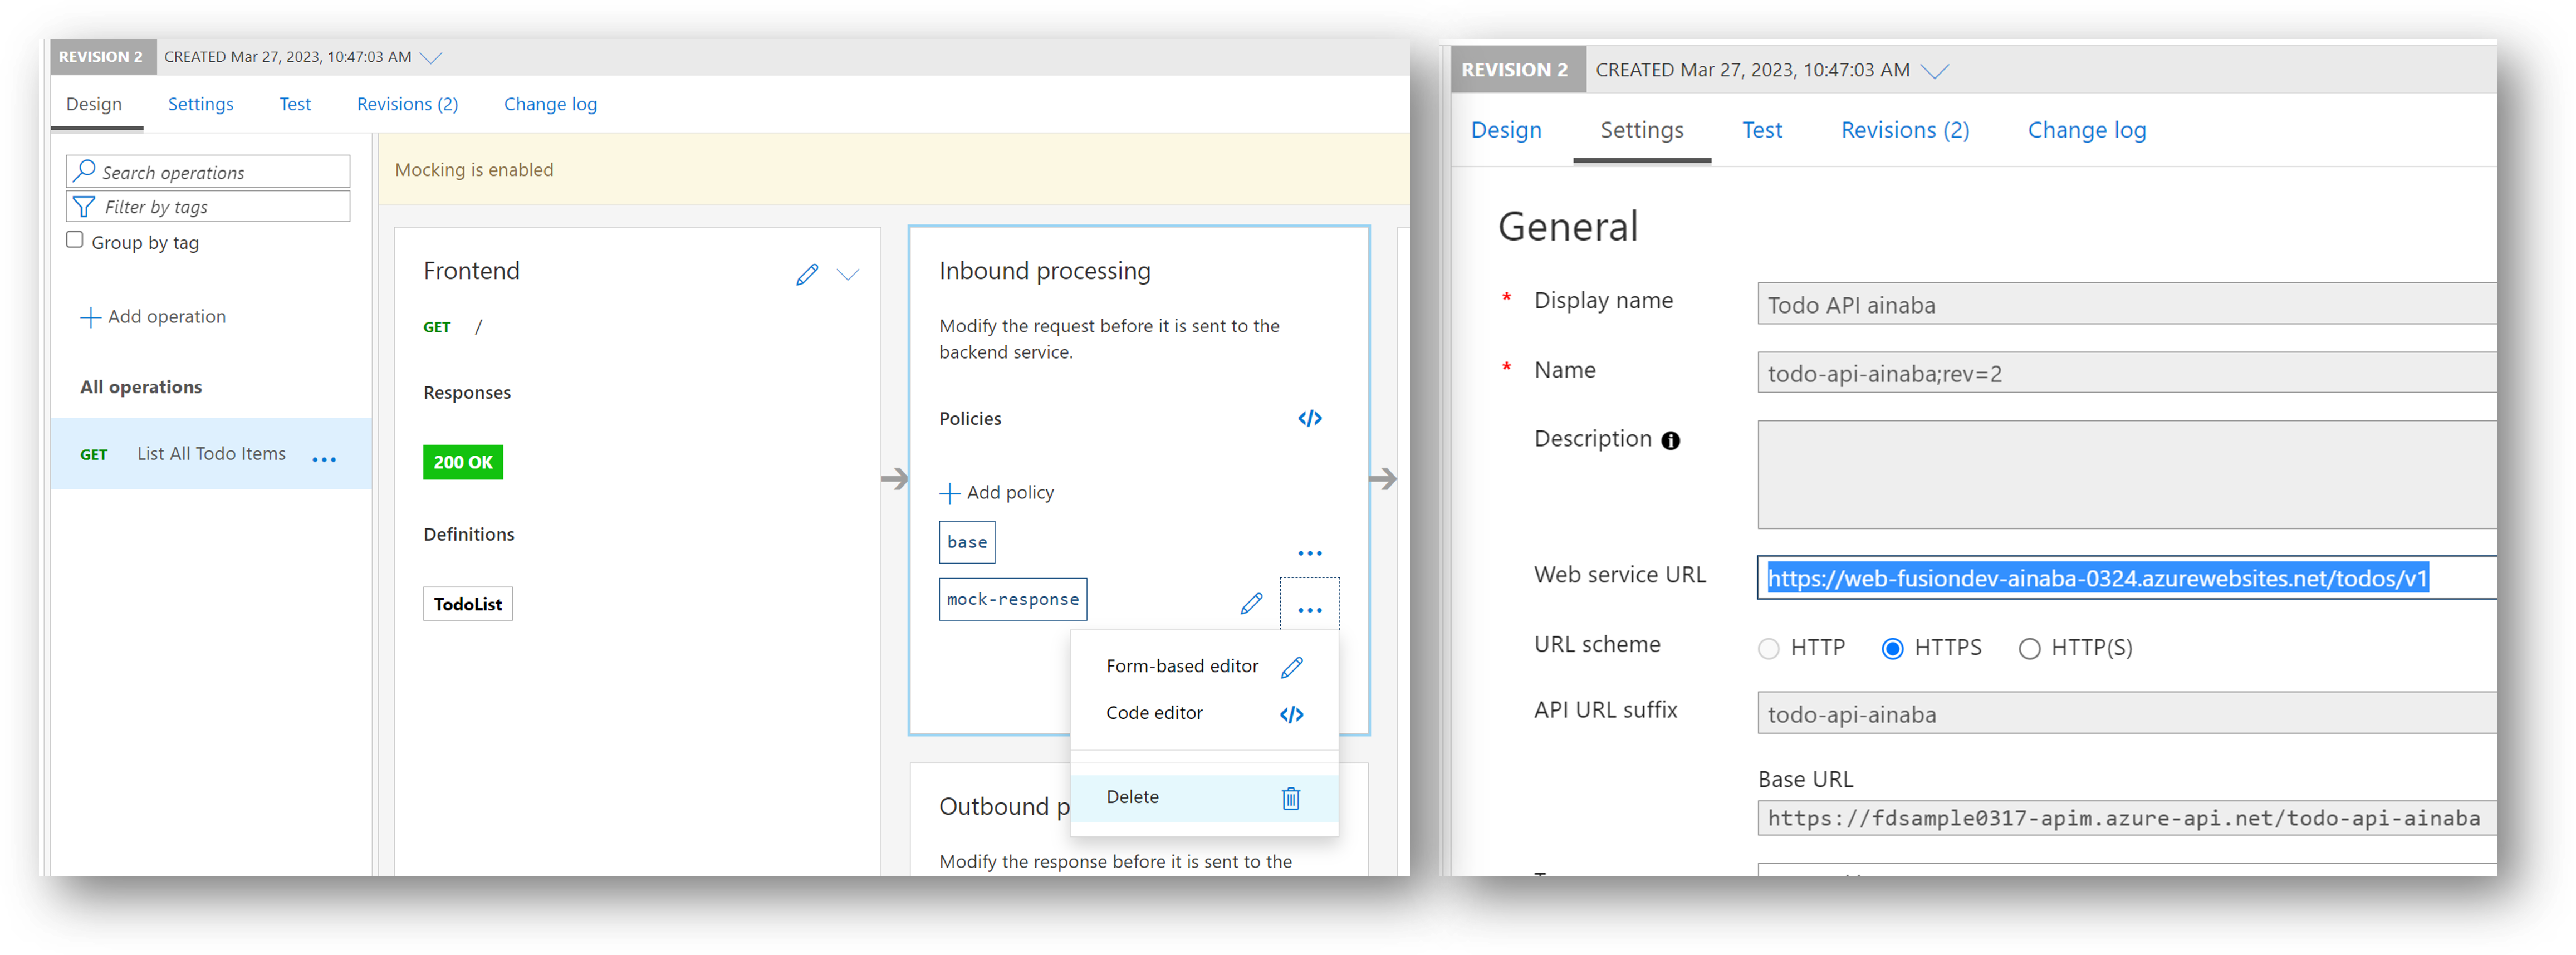 REVISION 2 CREATED Mar 27, 2023, 10:47:03 AM
Design Settings Test Revisions (2) Change log
Search operations
Filter by tags
Group by tag
Add operation
All operations
GET List All Todo Items ...
Mocking is enabled
Frontend
GET /
Responses
200 OK
Definitions
TodoList
Inbound processing
Modify the request before it is sent to the
backend service.
Policies </>
Add policy
base ...
mock-response ...
Form-based editor
Code editor </>
Delete
Outbound p
Modify the response before it is sent to the
REVISION 2 CREATED Mar 27, 2023, 10:47:03 AM
Design Settings Test Revisions (2) Change log
General
* Display name Todo API ainaba
* Name todo-api-ainaba;rev=2
Description
Web service URL https://web-fusiondev-ainaba-0324.azurewebsites.net/todos/v1
URL scheme HTTP HTTPS HTTP(S)
API URL suffix todo-api-ainaba
Base URL
https://fdsample0317-apim.azure-api.net/todo-api-ainaba